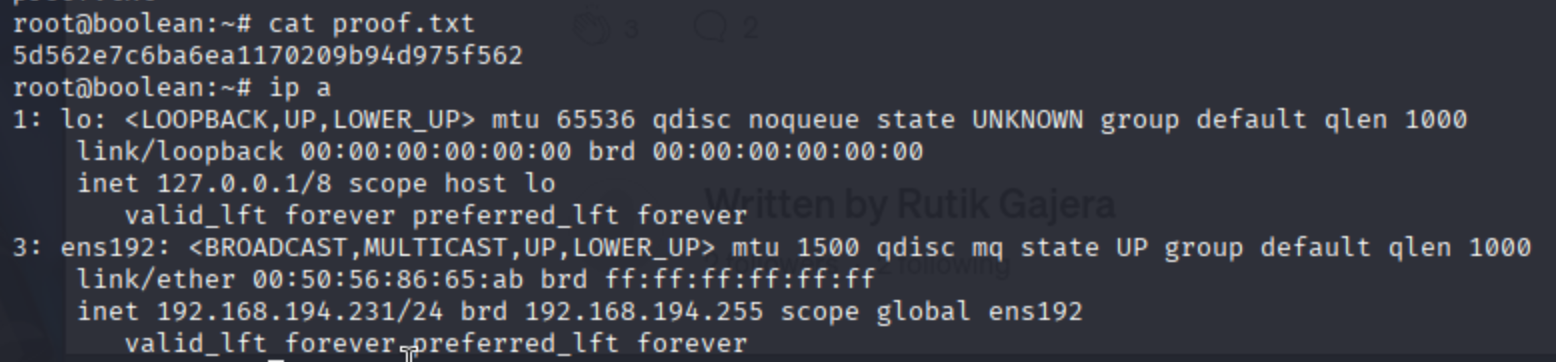 root@boolean:~# cat proof.txt
3 2
5d562e7c6ba6ea1170209b94d975f562
root@boolean:~# ip a
1: lo: <LOOPBACK,UP,LOWER_UP> mtu 65536 qdisc noqueue state UNKNOWN group default qlen 1000
link/loopback 00:00:00:00:00:00 brd 00:00:00:00:00:00
inet 127.0.0.1/8 scope host lo
Written by Rutik Gajera
valid_lft forever preferred_lft forever
3: ens192: <BROADCAST,MULTICAST,UP,LOWER_UP> mtu 1500 qdisc mq state UP group default qlen 1000
following
link/ether 00:50:56:86:65:ab brd ff:ff:ff:ff:ff:ff
inet 192.168.194.231/24 brd 192.168.194.255 scope global ens192
valid_lft forever preferred_lft forever